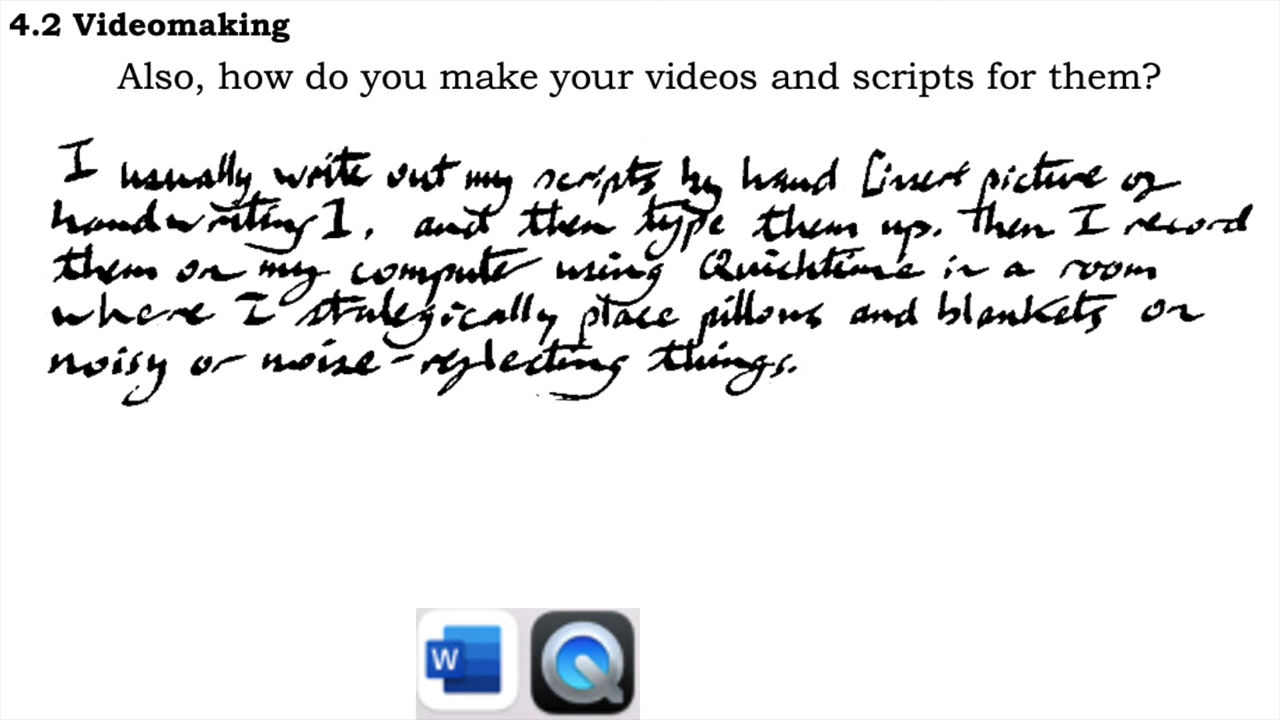 4.2 Videomaking
Also, how do you make your videos and scripts for them?
I usually write out my scripts by hand [insert picture of
handwriting], and then type them up. Then I record
them on my computer using Quicktime in a room
where I strategically place pillows and blankets on
noisy or noise-reflecting things.
W